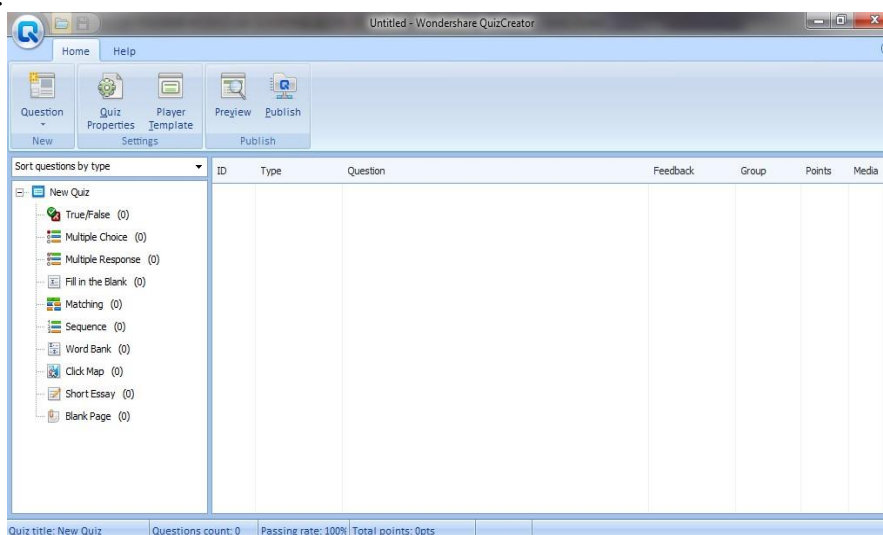 Untitled - Wondershare QuizCreator
Home Help
Question Quiz Properties Player Template Preview Publish
New Settings Publish
Sort questions by type ID Type Question Feedback Group Points Media
New Quiz
True/False (0)
Multiple Choice (0)
Multiple Response (0)
Fill in the Blank (0)
Matching (0)
Sequence (0)
Word Bank (0)
Click Map (0)
Short Essay (0)
Blank Page (0)
Quiz title: New Quiz Questions count: 0 Passing rate: 100% Total points: 0pts